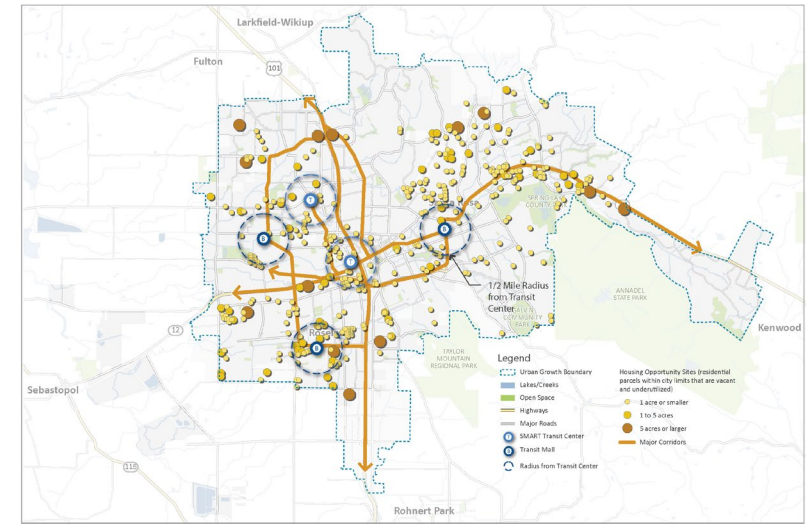 Larkfield-Wikiup
Fulton
101
T
B
B
T
1/2 Mile Radius
from Transit
Center
ANNADEL
STATE PARK
COMMUNITY
PARK
12
Kenwood
Rosel
B
TAYLOR
MOUNTAIN
REGIONAL PARK
Sebastopol
116
Rohnert Park
Legend
Urban Growth Boundary
Lakes/Creeks
Open Space
Highways
Major Roads
T SMART Transit Center
B Transit Mall
Radius from Transit Center
Housing Opportunity Sites (residential
parcels within city limits that are vacant
and underutilized)
1 acre or smaller
1 to 5 acres
5 acres or larger
Major Corridors